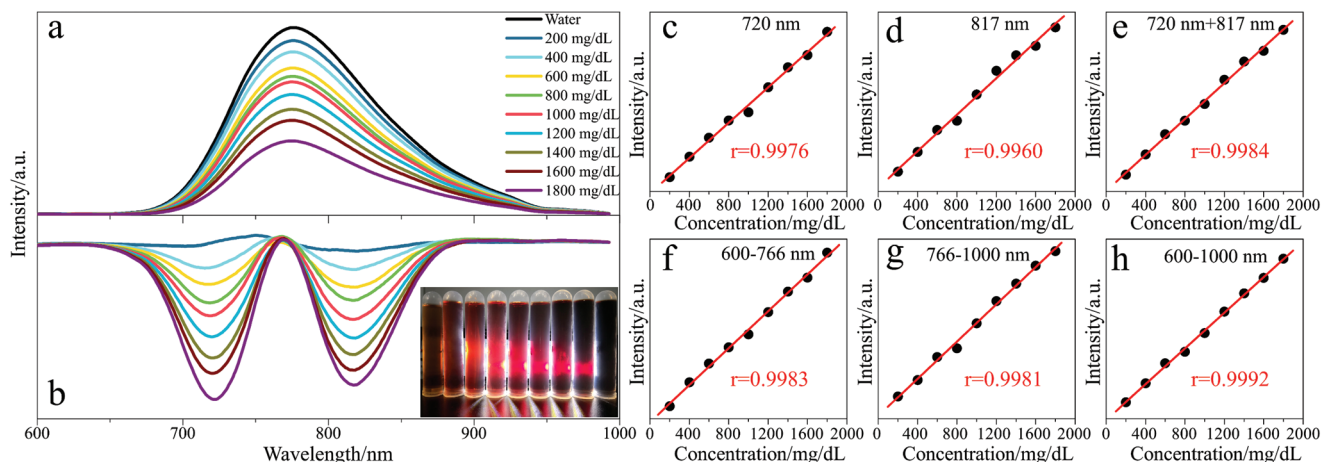 a
Water
200 mg/dL
400 mg/dL
600 mg/dL
800 mg/dL
1000 mg/dL
1200 mg/dL
1400 mg/dL
1600 mg/dL
1800 mg/dL
b
Intensity/a.u.
600 700 800 900 1000
Wavelength/nm
c 720 nm
r=0.9976
Intensity/a.u.
0 400 800 1200 1600 2000
Concentration/mg/dL
d 817 nm
r=0.9960
Intensity/a.u.
0 400 800 1200 1600 2000
Concentration/mg/dL
e 720 nm+817 nm
r=0.9984
Intensity/a.u.
0 400 800 1200 1600 2000
Concentration/mg/dL
f 600-766 nm
r=0.9983
Intensity/a.u.
0 400 800 1200 1600 2000
Concentration/mg/dL
g 766-1000 nm
r=0.9981
Intensity/a.u.
0 400 800 1200 1600 2000
Concentration/mg/dL
h 600-1000 nm
r=0.9992
Intensity/a.u.
0 400 800 1200 1600 2000
Concentration/mg/dL